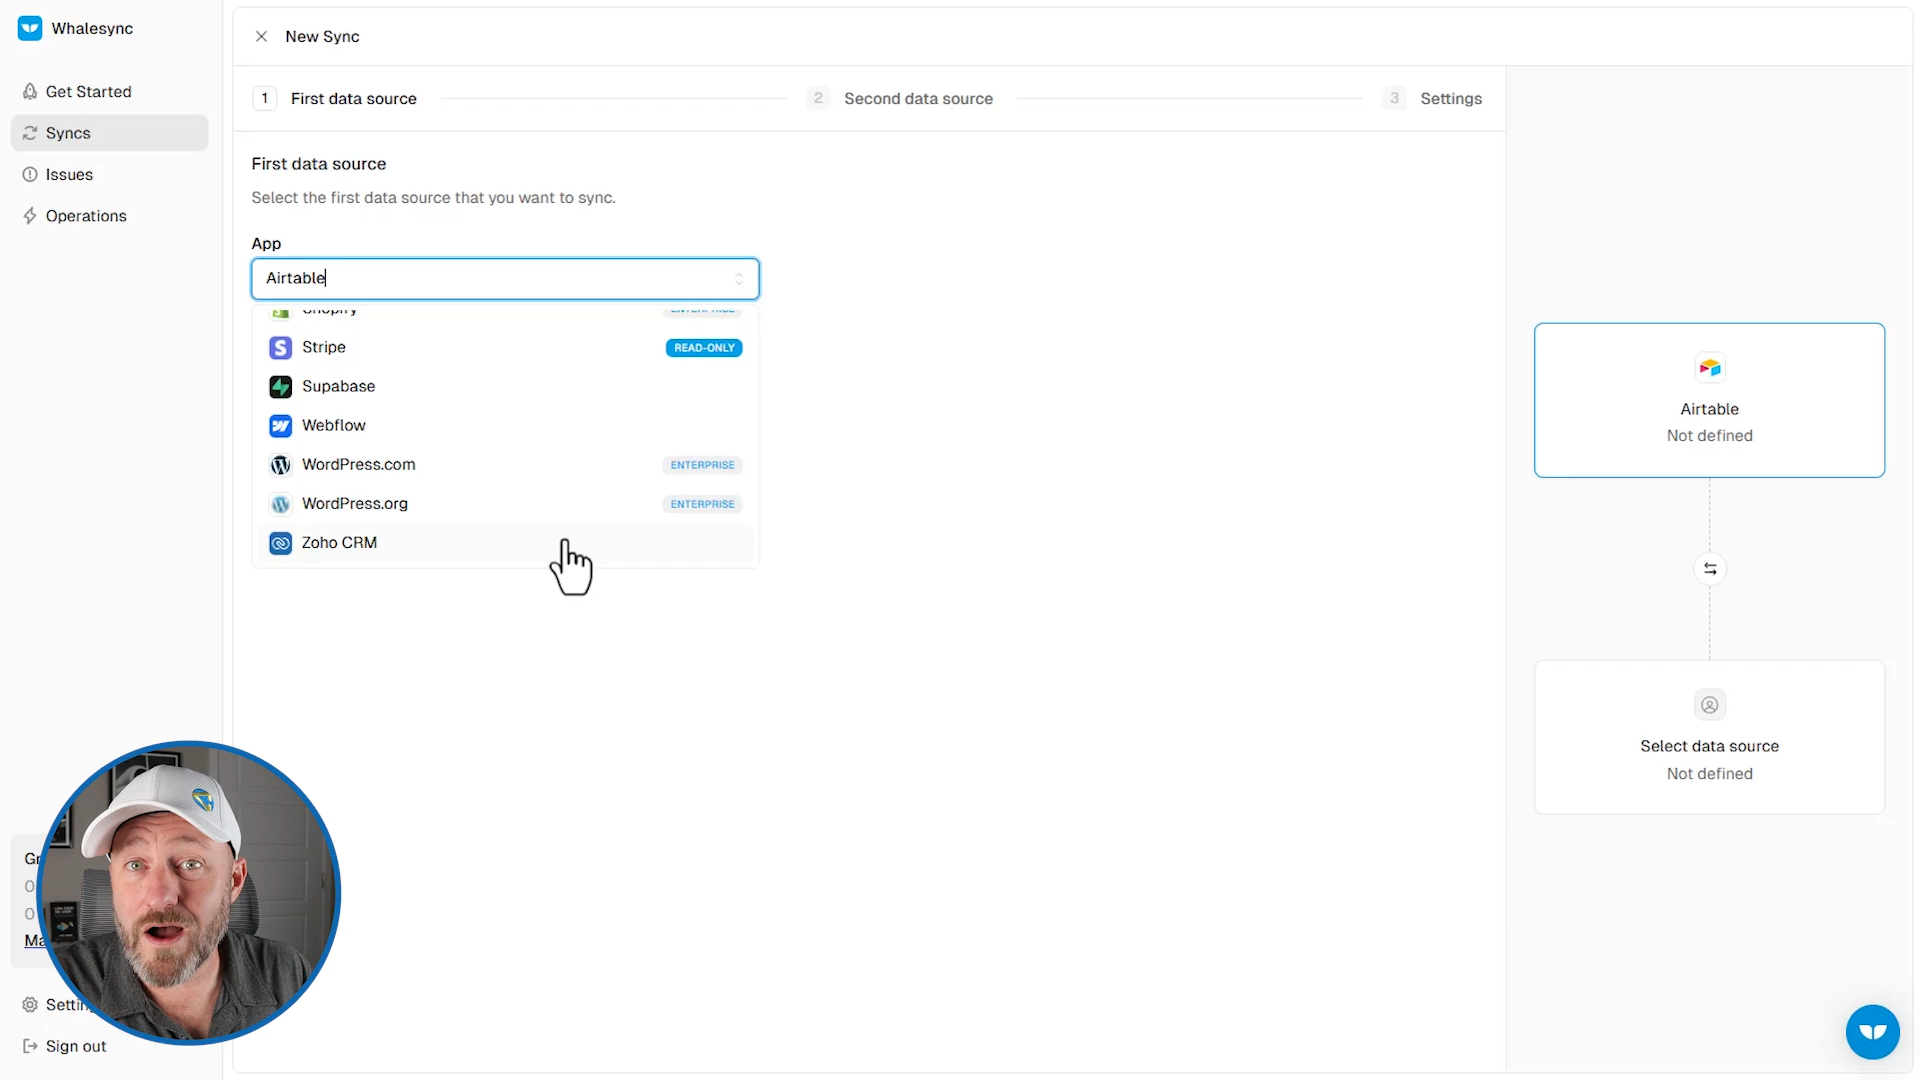 Whalesync
Get Started
Syncs
Issues
Operations
New Sync
1 First data source
2 Second data source
3 Settings
First data source
Select the first data source that you want to sync.
App
Airtable
Shopify ENTERPRISE
Stripe READ-ONLY
Supabase
Webflow
WordPress.com ENTERPRISE
WordPress.org ENTERPRISE
Zoho CRM
Airtable
Not defined
Select data source
Not defined
Sign out